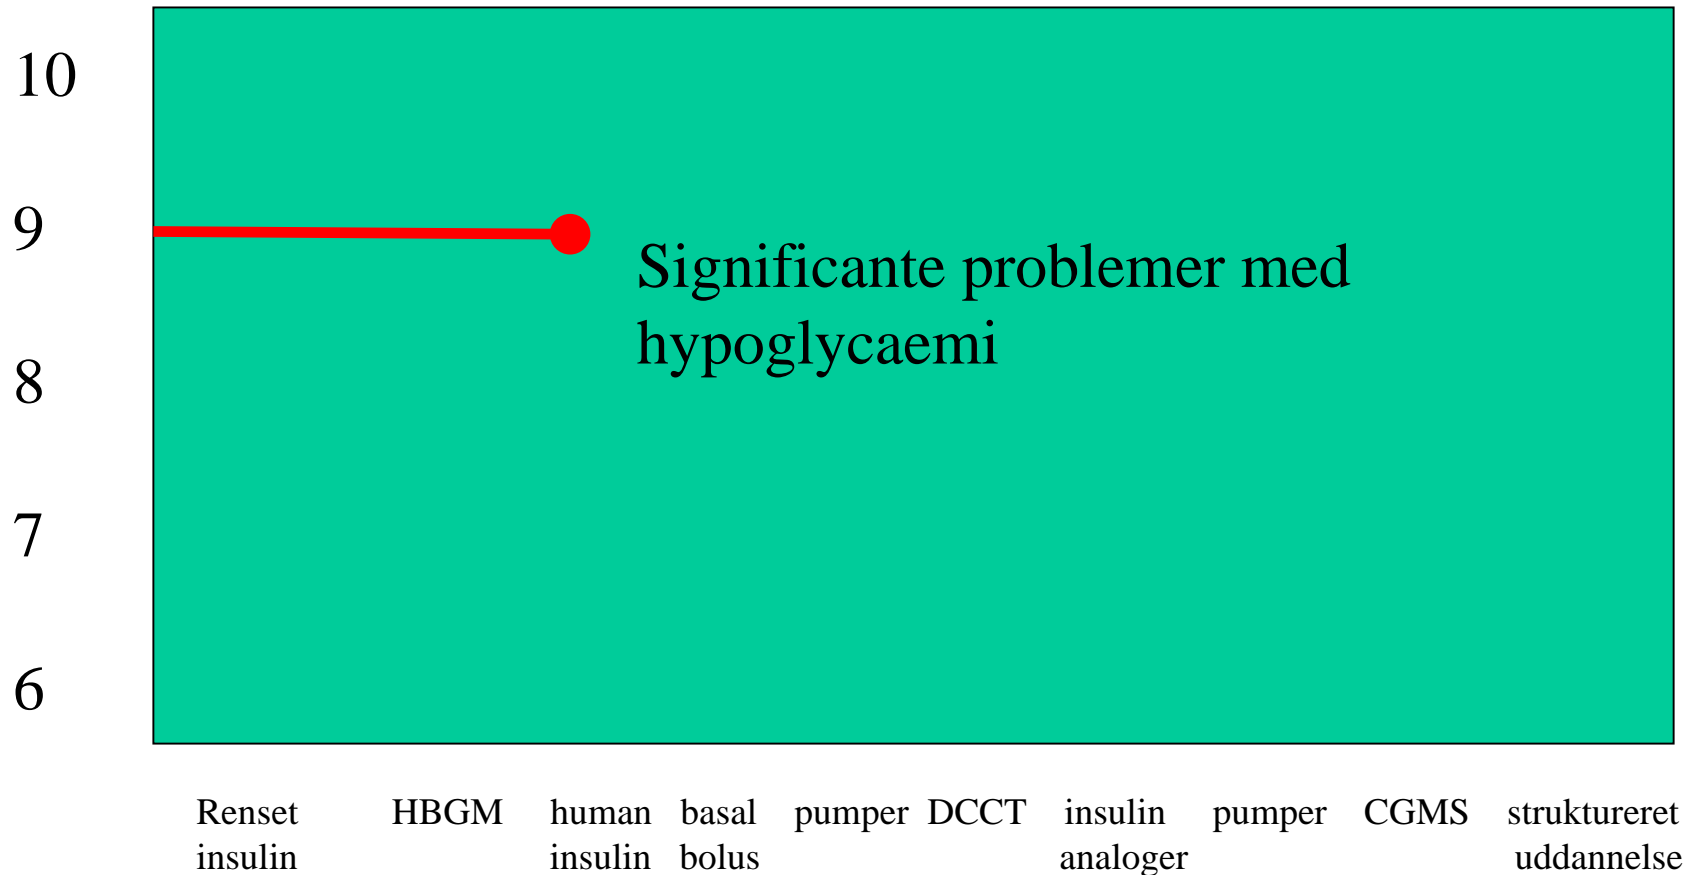 10
9
Significante problemer med
hypoglycaemi
8
7
6
Renset HBGM human basal pumper DCCT insulin pumper CGMS struktureret
insulin insulin bolus analoger uddannelse